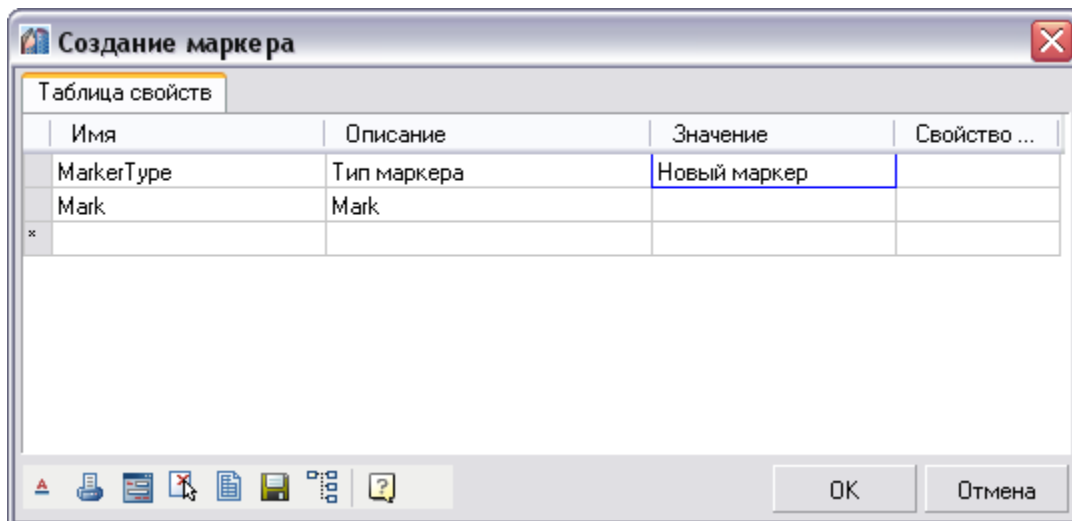 Создание маркера
Таблица свойств
Имя Описание Значение Свойство ...
MarkerType Тип маркера Новый маркер
Mark Mark
*
A ? OK Отмена